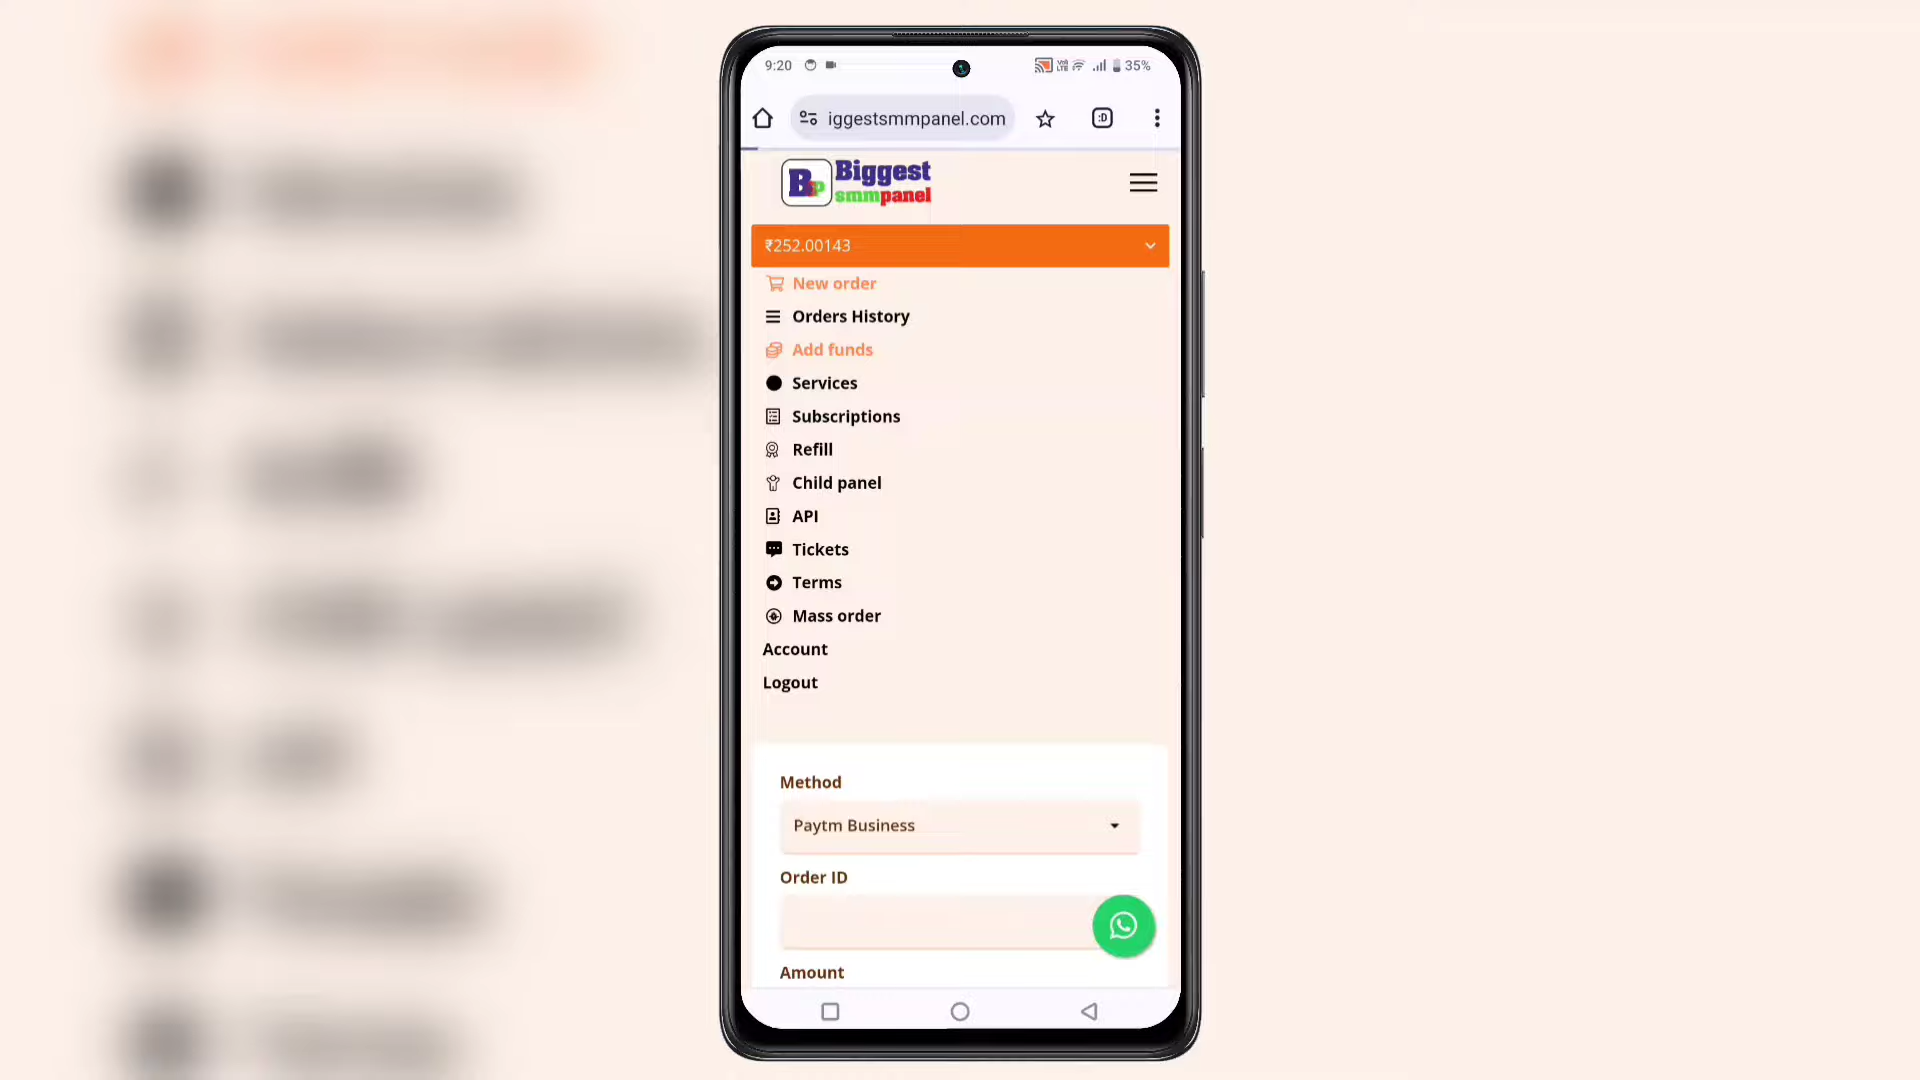 9:20
35%
iggestsmmpanel.com
:D
Bp Biggest
smmpanel
₹252.00143
New order
Orders History
Add funds
Services
Subscriptions
Refill
Child panel
API
Tickets
Terms
Mass order
Account
Logout
Method
Paytm Business
Order ID
Amount